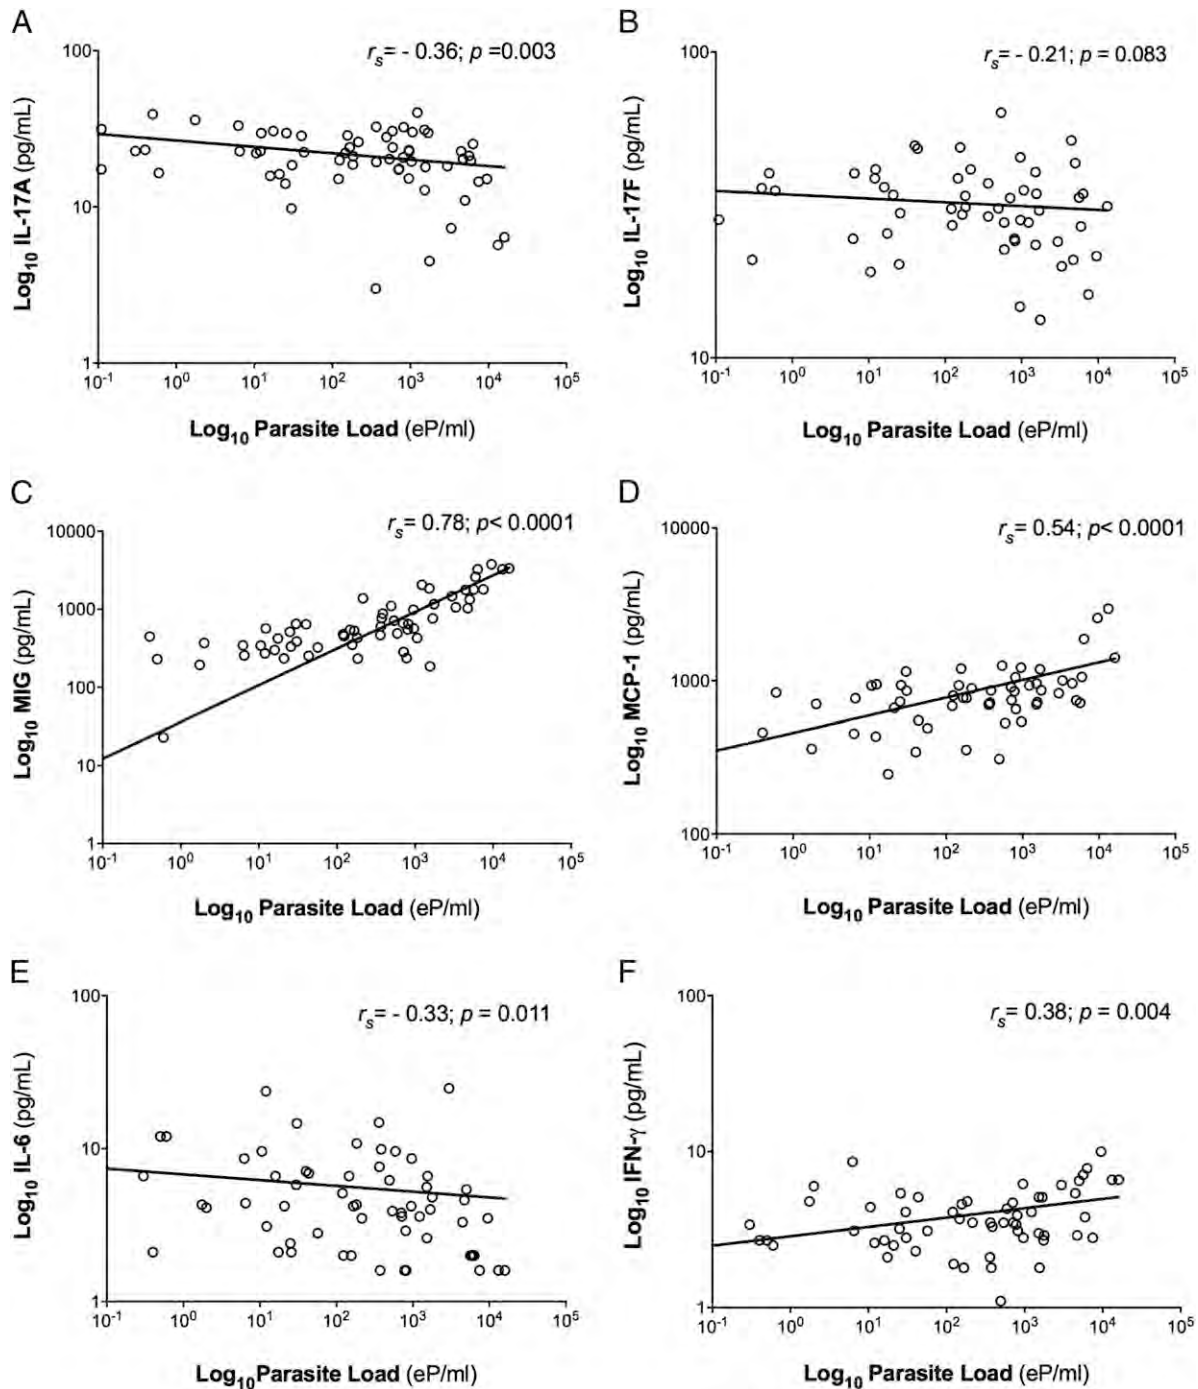 A
r_s= - 0.36; p =0.003
100
10
1
Log10 IL-17A (pg/mL)
10^-1 10^0 10^1 10^2 10^3 10^4 10^5
Log10 Parasite Load (eP/ml)
B
r_s= - 0.21; p = 0.083
100
10
Log10 IL-17F (pg/mL)
10^-1 10^0 10^1 10^2 10^3 10^4 10^5
Log10 Parasite Load (eP/ml)
C
r_s= 0.78; p< 0.0001
10000
1000
100
10
1
Log10 MIG (pg/mL)
10^-1 10^0 10^1 10^2 10^3 10^4 10^5
Log10 Parasite Load (eP/ml)
D
r_s= 0.54; p< 0.0001
10000
1000
100
Log10 MCP-1 (pg/mL)
10^-1 10^0 10^1 10^2 10^3 10^4 10^5
Log10 Parasite Load (eP/ml)
E
r_s= - 0.33; p = 0.011
100
10
1
Log10 IL-6 (pg/mL)
10^-1 10^0 10^1 10^2 10^3 10^4 10^5
Log10 Parasite Load (eP/ml)
F
r_s= 0.38; p = 0.004
100
10
1
Log10 IFN-γ (pg/mL)
10^-1 10^0 10^1 10^2 10^3 10^4 10^5
Log10 Parasite Load (eP/ml)